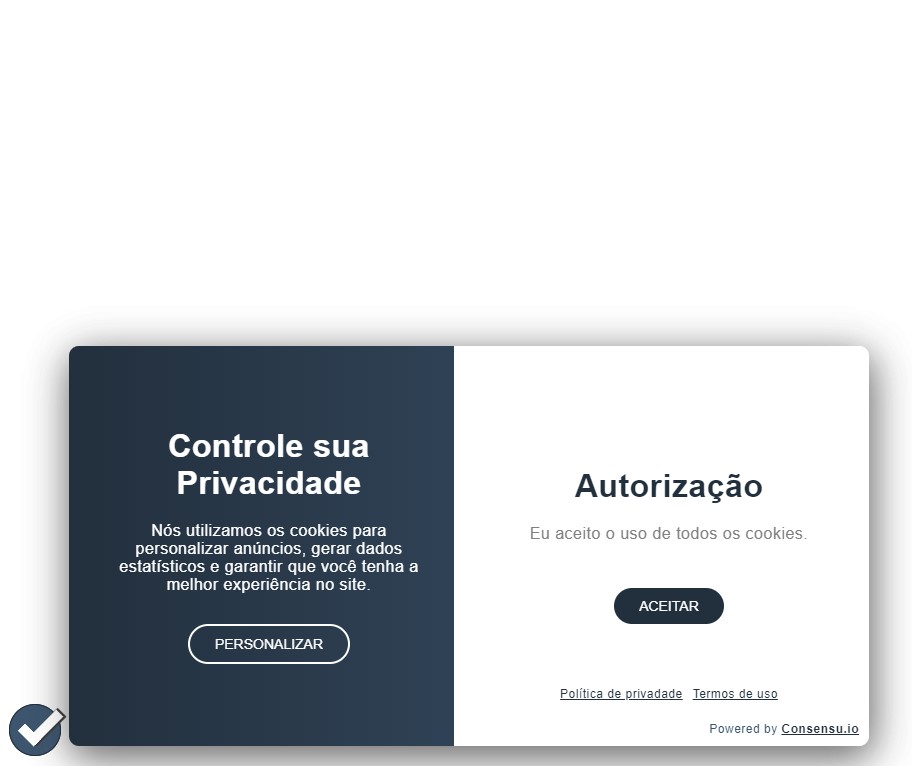 Controle sua
Privacidade
Nós utilizamos os cookies para
personalizar anúncios, gerar dados
estatísticos e garantir que você tenha a
melhor experiência no site.
PERSONALIZAR
Autorização
Eu aceito o uso de todos os cookies.
ACEITAR
Política de privadade Termos de uso
Powered by Consensu.io